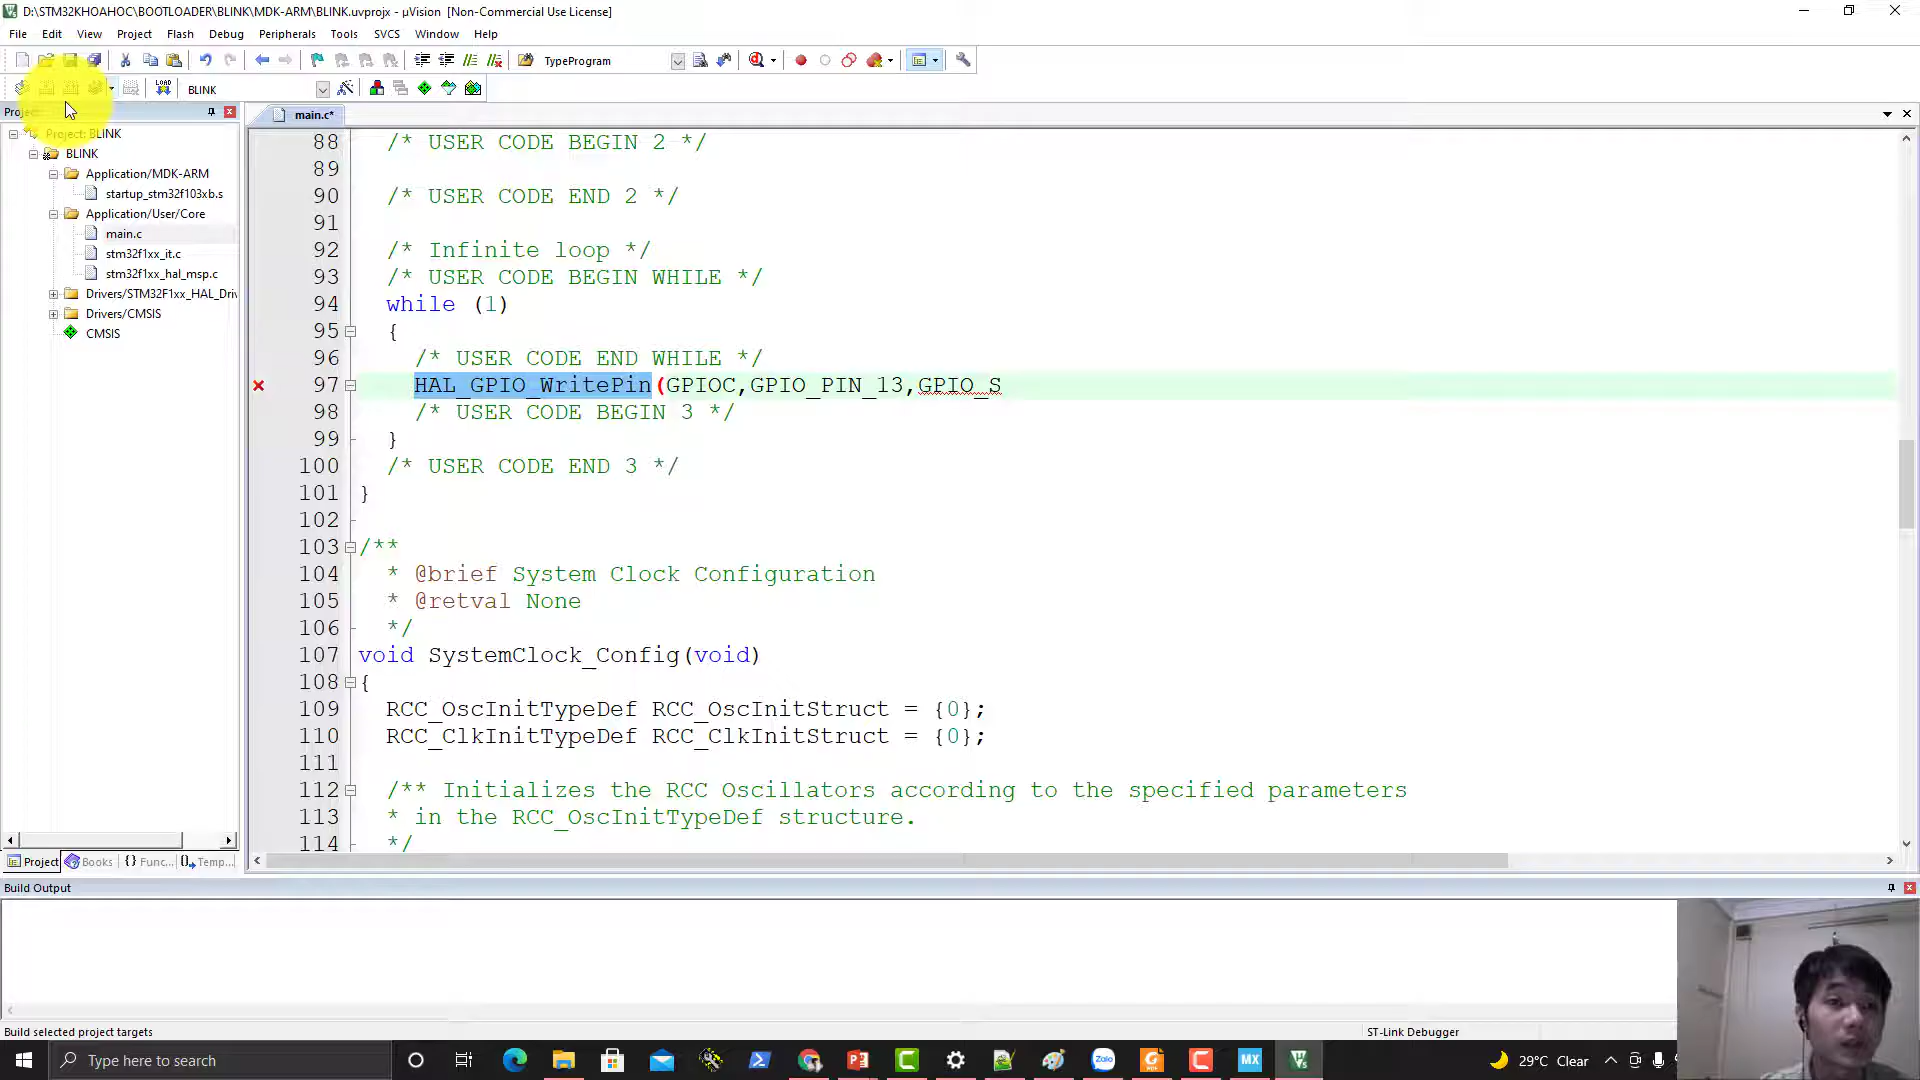 D:\STM32KHOAHOC\BOOTLOADER\BLINK\MDK-ARM\BLINK.uvprojx - µVision [Non-Commercial Use License]
File Edit View Project Flash Debug Peripherals Tools SVCS Window Help
TypeProgram
LOAD BLINK
Project: BLINK
BLINK
Application/MDK-ARM
startup_stm32f103xb.s
Application/User/Core
main.c
stm32f1xx_it.c
stm32f1xx_hal_msp.c
Drivers/STM32F1xx_HAL_Driv
Drivers/CMSIS
CMSIS
Project Books {} Func... Temp...
main.c*
88 /* USER CODE BEGIN 2 */
89
90 /* USER CODE END 2 */
91
92 /* Infinite loop */
93 /* USER CODE BEGIN WHILE */
94 while (1)
95 {
96 /* USER CODE END WHILE */
97 HAL_GPIO_WritePin(GPIOC,GPIO_PIN_13,GPIO_S
98 /* USER CODE BEGIN 3 */
99 }
100 /* USER CODE END 3 */
101 }
102
103 /**
104 * @brief System Clock Configuration
105 * @retval None
106 */
107 void SystemClock_Config(void)
108 {
109 RCC_OscInitTypeDef RCC_OscInitStruct = {0};
110 RCC_ClkInitTypeDef RCC_ClkInitStruct = {0};
111
112 /** Initializes the RCC Oscillators according to the specified parameters
113 * in the RCC_OscInitTypeDef structure.
114 */
Build Output
Build selected project targets
ST-Link Debugger
Type here to search
Zalo
MX
29°C Clear